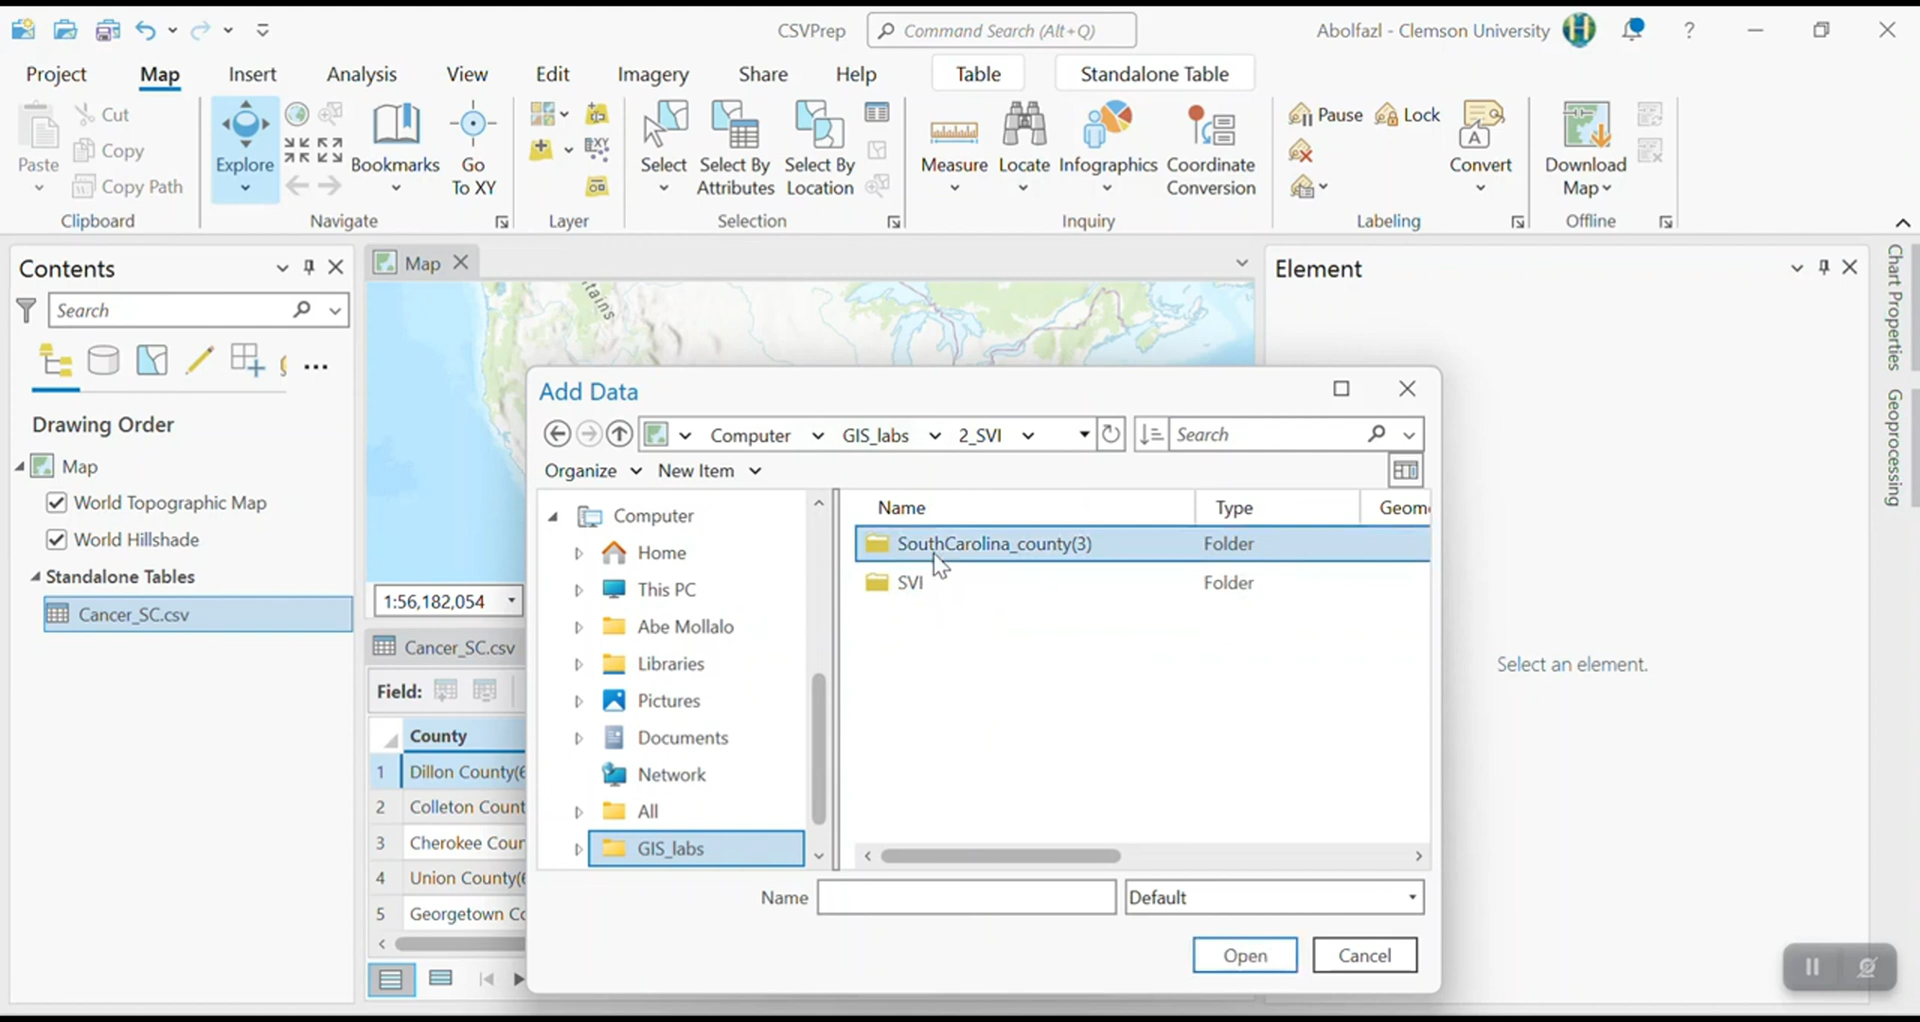 CSVPrep
Command Search (Alt+Q)
Abolfazl - Clemson University
?
Project
Map
Insert
Analysis
View
Edit
Imagery
Share
Help
Table
Standalone Table
Paste
Cut
Copy
Copy Path
Clipboard
Explore
Bookmarks
Go
To XY
Navigate
Layer
Select
Select By
Attributes
Select By
Location
Selection
Measure
Locate
Infographics
Coordinate
Conversion
Inquiry
Pause
Lock
Convert
Labeling
Download
Map
Offline
Contents
Search
Drawing Order
Map
World Topographic Map
World Hillshade
Standalone Tables
Cancer_SC.csv
Map
tains
1:56,182,054
Cancer_SC.csv
Field:
County
1 Dillon County(6
2 Colleton Count
3 Cherokee Cour
4 Union County(6
5 Georgetown Co
Add Data
Computer
GIS_labs
2_SVI
Search
Organize
New Item
Computer
Home
This PC
Abe Mollalo
Libraries
Pictures
Documents
Network
All
GIS_labs
Name
Type
Geome
SouthCarolina_county(3)
Folder
SVI
Folder
Name
Default
Open
Cancel
Element
Select an element.
Chart Properties
Geoprocessing